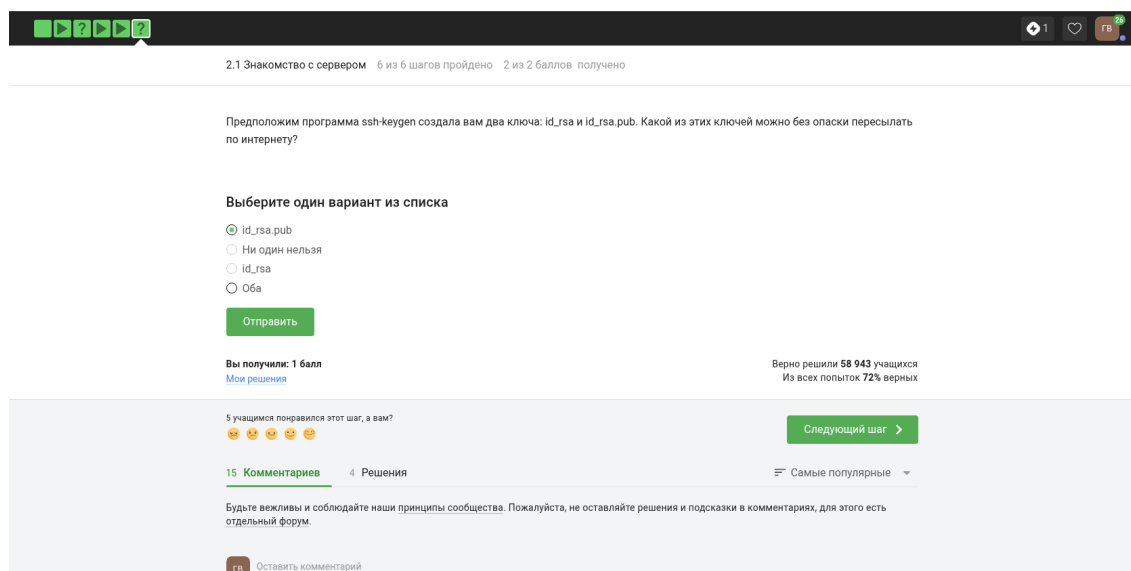 ? ? 1 ГВ 26
2.1 Знакомство с сервером 6 из 6 шагов пройдено 2 из 2 баллов получено
Предположим программа ssh-keygen создала вам два ключа: id_rsa и id_rsa.pub. Какой из этих ключей можно без опаски пересылать
по интернету?
Выберите один вариант из списка
id_rsa.pub
Ни один нельзя
id_rsa
Оба
Отправить
Вы получили: 1 балл
Мои решения
Верно решили 58 943 учащихся
Из всех попыток 72% верных
5 учащимся понравился этот шаг, а вам?
Следующий шаг
15 Комментариев 4 Решения Самые популярные
Будьте вежливы и соблюдайте наши принципы сообщества. Пожалуйста, не оставляйте решения и подсказки в комментариях, для этого есть
отдельный форум.
ГВ Оставить комментарий